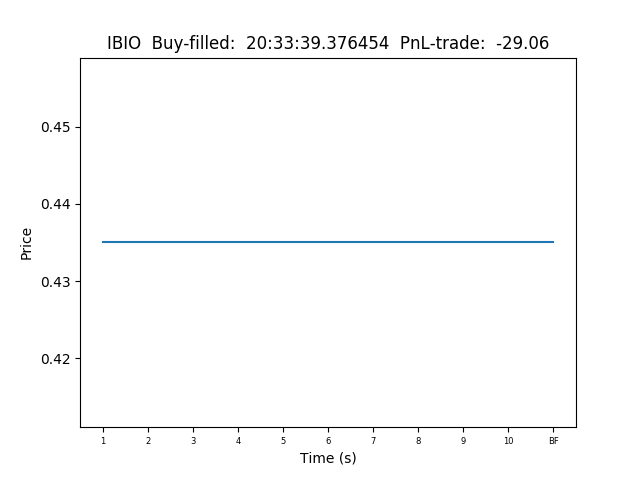 IBIO  Buy-filled:  20:33:39.376454  PnL-trade:  -29.06
Price
0.45
0.44
0.43
0.42
1 2 3 4 5 6 7 8 9 10 BF
Time (s)